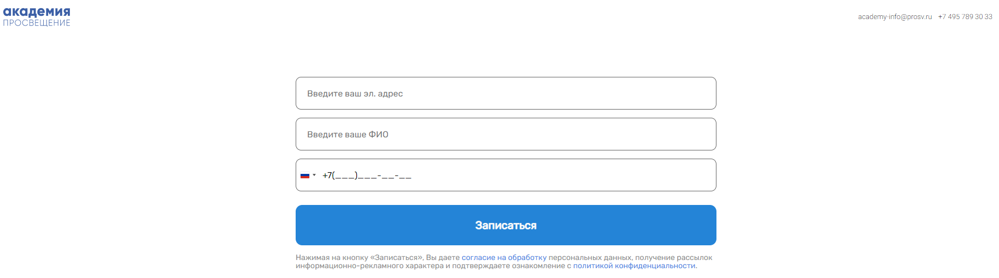 академия
ПРОСВЕЩЕНИЕ
academy-info@prosv.ru +7 495 789 30 33
Введите ваш эл. адрес
Введите ваше ФИО
+7(___)___-__-__
Записаться
Нажимая на кнопку «Записаться», Вы даете согласие на обработку персональных данных, получение рассылок
информационно-рекламного характера и подтверждаете ознакомление с политикой конфиденциальности.